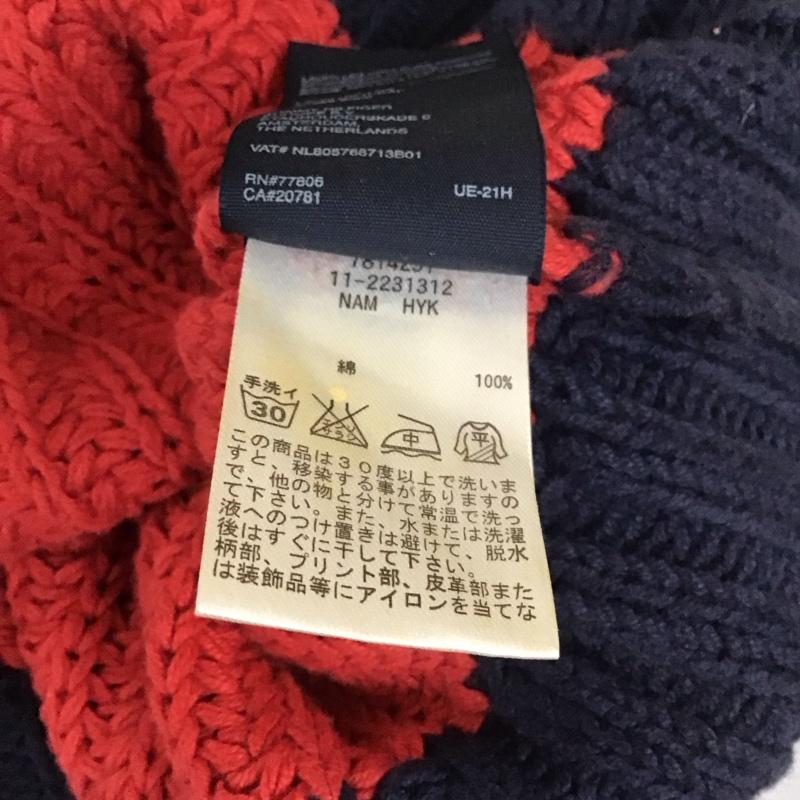 AMSTERDAM,
THE NETHERLANDS
VAT# NL805766713B01
RN#77806
CA#20781
UE-21H
11-2231312
NAM HYK
綿 100%
手洗イ
30
中
平
この商品は30度以上で洗いま
すと、移染する事がありますの
で、他の物と分けて常温で洗っ
て下さい。また、水または洗濯
液へのつけ置きは避けて、脱水
後はすぐに干して下さい。
柄部、プリント部、皮革部また
は装飾品等にアイロンを当てな